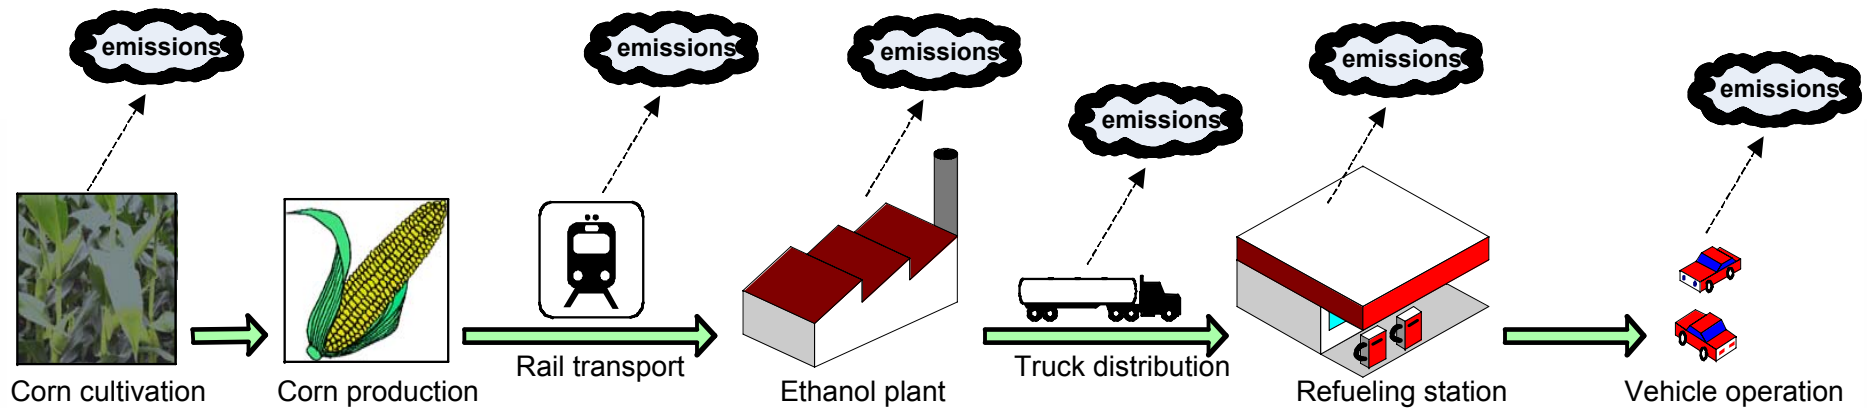 emissions
emissions
emissions
emissions
emissions
emissions
Rail transport
Truck distribution
Corn cultivation
Corn production
Ethanol plant
Refueling station
Vehicle operation